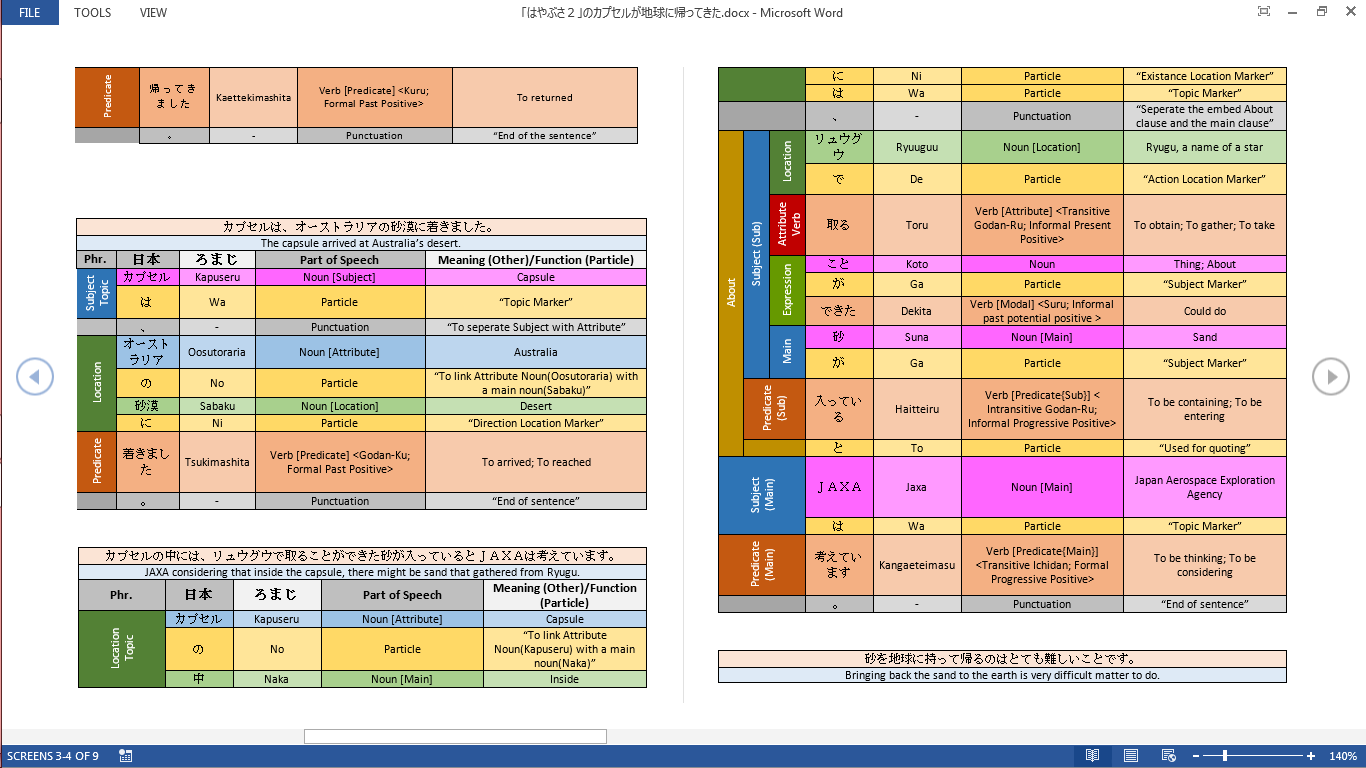 FILE TOOLS VIEW 「はやぶさ２」のカプセルが地球に帰ってきた.docx - Microsoft Word
Predicate
帰ってき
ました
Kaettekimashita
Verb [Predicate] <Kuru;
Formal Past Positive>
To returned
。 - Punctuation “End of the sentence”
カプセルは、オーストラリアの砂漠に着きました。
The capsule arrived at Australia’s desert.
Phr. 日本 ろまじ Part of Speech Meaning (Other)/Function (Particle)
Subject
Topic
カプセル Kapuseru Noun [Subject] Capsule
は Wa Particle “Topic Marker”
、 - Punctuation “To seperate Subject with Attribute”
Location
オースト
ラリア
Oosutoraria Noun [Attribute] Australia
の No Particle “To link Attribute Noun(Oosutoraria) with
a main noun(Sabaku)”
砂漠 Sabaku Noun [Location] Desert
に Ni Particle “Direction Location Marker”
Predicate
着きまし
た
Tsukimashita
Verb [Predicate] <Godan-Ku;
Formal Past Positive>
To arrived; To reached
。 - Punctuation “End of sentence”
カプセルの中には、リュウグウで取ることができた砂が入っているとＪＡＸＡは考えています。
JAXA considering that inside the capsule, there might be sand that gathered from Ryugu.
Phr. 日本 ろまじ Part of Speech Meaning (Other)/Function
(Particle)
Location
Topic
カプセル Kapuseru Noun [Attribute] Capsule
の No Particle “To link Attribute
Noun(Kapuseru) with a main
noun(Naka)”
中 Naka Noun [Main] Inside
に Ni Particle “Existance Location Marker”
は Wa Particle “Topic Marker”
、 - Punctuation “Seperate the embed About
clause and the main clause”
About
Subject (Sub)
Location
リュウグ
ウ
Ryuuguu Noun [Location] Ryugu, a name of a star
で De Particle “Action Location Marker”
Attribute
Verb
取る Toru
Verb [Attribute] <Transitive
Godan-Ru; Informal Present
Positive>
To obtain; To gather; To take
Expression
こと Koto Noun Thing; About
が Ga Particle “Subject Marker”
できた Dekita
Verb [Modal] <Suru; Informal
past potential positive >
Could do
Main
砂 Suna Noun [Main] Sand
が Ga Particle “Subject Marker”
Predicate
(Sub)
入ってい
る
Haitteiru
Verb [Predicate{Sub}] <
Intransitive Godan-Ru;
Informal Progressive Positive>
To be containing; To be
entering
と To Particle “Used for quoting”
Subject
(Main)
ＪＡＸＡ Jaxa Noun [Main]
Japan Aerospace Exploration
Agency
は Wa Particle “Topic Marker”
Predicate
(Main)
考えてい
ます
Kangaeteimasu
Verb [Predicate{Main}]
<Transitive Ichidan; Formal
Progressive Positive>
To be thinking; To be
considering
。 - Punctuation “End of sentence”
砂を地球に持って帰るのはとても難しいことです。
Bringing back the sand to the earth is very difficult matter to do.
SCREENS 3-4 OF 9 140%